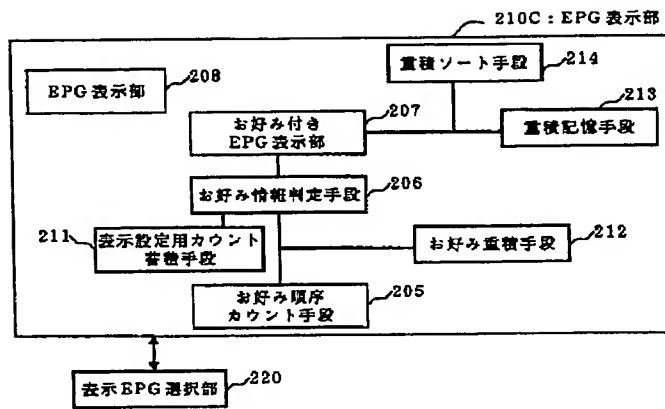 210C:EPG表示部
重積ソート手段
214
EPG表示部
208
213
お好み付き
EPG表示部
207
重積記憶手段
お好み情報判定手段
206
211
表示設定用カウント
蓄積手段
お好み重積手段
212
お好み順序
カウント手段
205
表示EPG選択部
220